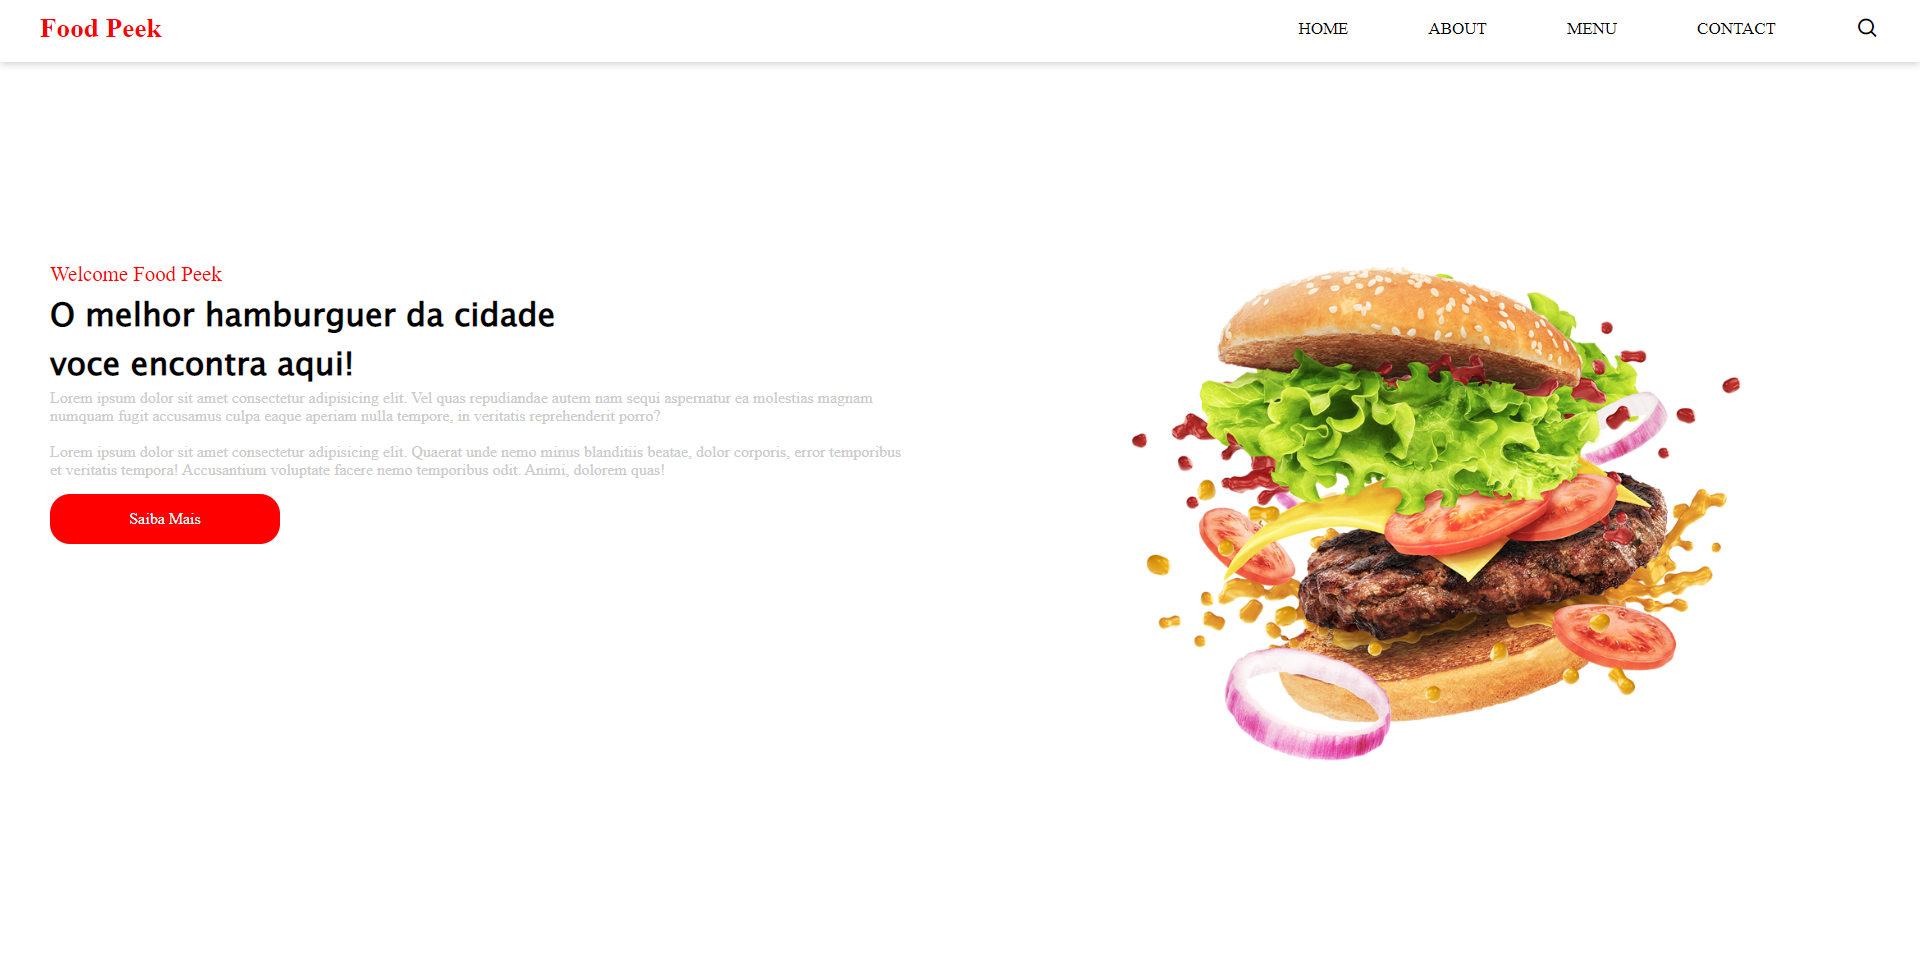 Food Peek
HOME
ABOUT
MENU
CONTACT
Welcome Food Peek
O melhor hamburguer da cidade
voce encontra aqui!
Lorem ipsum dolor sit amet consectetur adipisicing elit. Vel quas repudiandae autem nam sequi aspernatur ea molestias magnam
numquam fugit accusamus culpa eaque aperiam nulla tempore, in veritatis reprehenderit porro?
Lorem ipsum dolor sit amet consectetur adipisicing elit. Quaerat unde nemo minus blanditiis beatae, dolor corporis, error temporibus
et veritatis tempora! Accusantium voluptate facere nemo temporibus odit. Animi, dolorem quas!
Saiba Mais